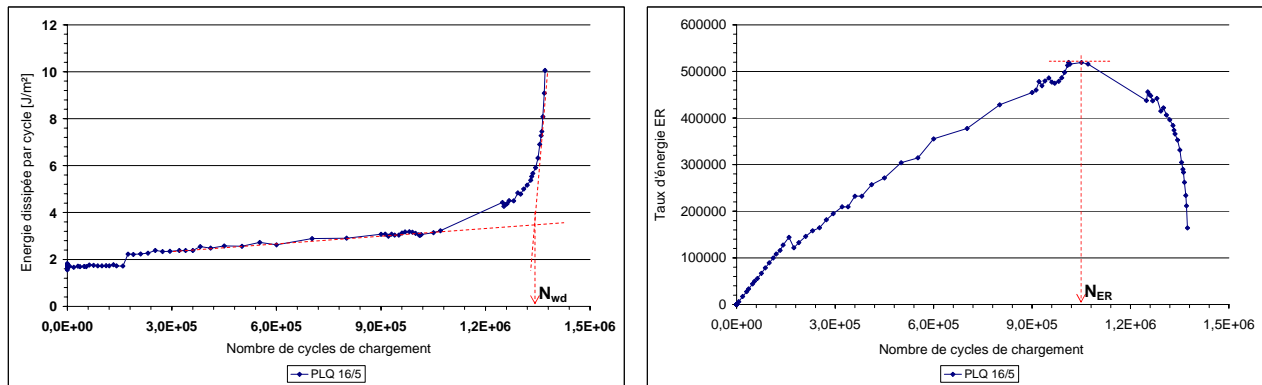 Energie dissipée par cycle [J/m²]
12
10
8
6
4
2
0
N_wd
0,0E+00 3,0E+05 6,0E+05 9,0E+05 1,2E+06 1,5E+06
Nombre de cycles de chargement
PLQ 16/5
Taux d'énergie ER
600000
500000
400000
300000
200000
100000
0
N_ER
0,0E+00 3,0E+05 6,0E+05 9,0E+05 1,2E+06 1,5E+06
Nombre de cycles de chargement
PLQ 16/5